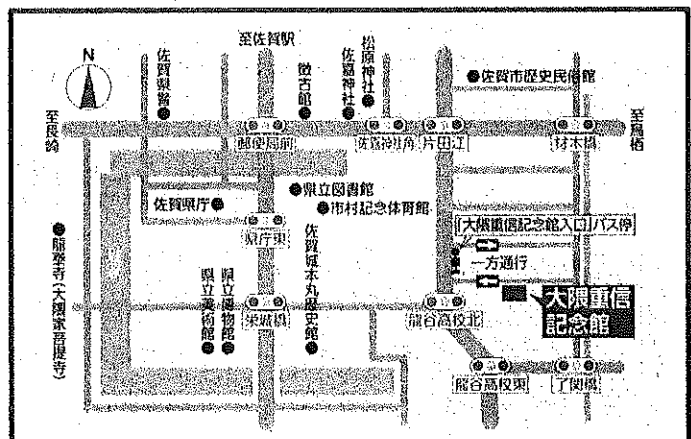 N
至佐賀駅
佐賀県警
徴古館
佐嘉神社
松原神社
佐賀市歴史民俗館
至長崎
郵便局前
佐嘉神社角
片田江
材木橋
至鳥栖
県立図書館
市村記念体育館
佐賀県庁
県庁東
「大隈重信記念館入口」バス停
一方通行
龍泰寺(大隈家菩提寺)
県立美術館
県立博物館
佐賀城本丸歴史館
栄城橋
龍谷高校北
大隈重信
記念館
龍谷高校東
了関橋